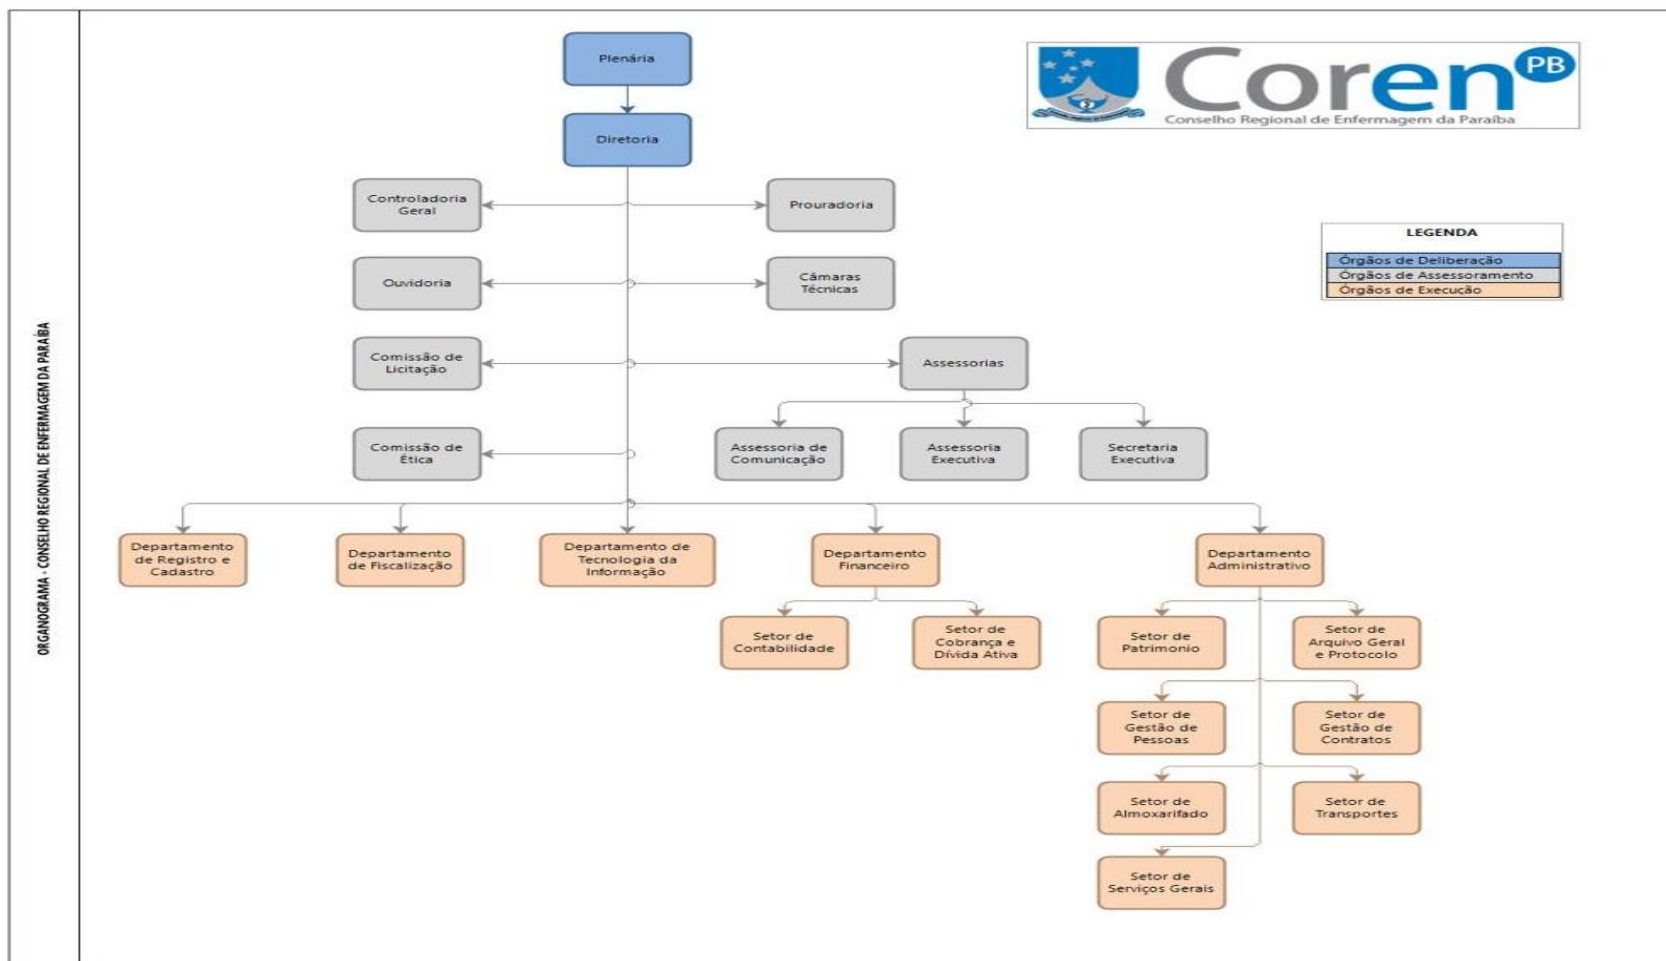 ORGANOGRAMA - CONSELHO REGIONAL DE ENFERMAGEM DA PARAÍBA
Plenária
Diretoria
Coren PB
Conselho Regional de Enfermagem da Paraíba
Controladoria
Geral
Prouradoria
LEGENDA
Órgãos de Deliberação
Órgãos de Assessoramento
Órgãos de Execução
Ouvidoria
Câmaras
Técnicas
Comissão de
Licitação
Assessorias
Comissão de
Ética
Assessoria de
Comunicação
Assessoria
Executiva
Secretaria
Executiva
Departamento
de Registro e
Cadastro
Departamento
de Fiscalização
Departamento de
Tecnologia da
Informação
Departamento
Financeiro
Departamento
Administrativo
Setor de
Contabilidade
Setor de
Cobrança e
Dívida Ativa
Setor de
Patrimonio
Setor de
Arquivo Geral
e Protocolo
Setor de
Gestão de
Pessoas
Setor de
Gestão de
Contratos
Setor de
Almoxarifado
Setor de
Transportes
Setor de
Serviços Gerais